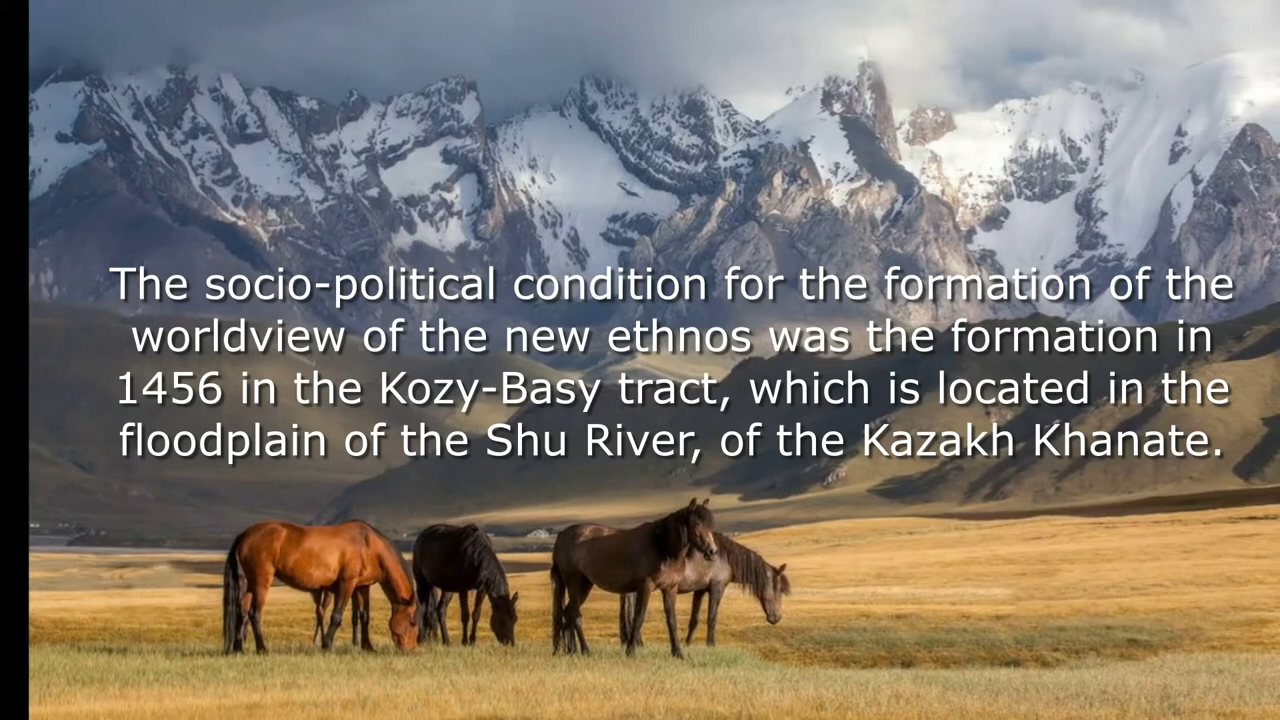 The socio-political condition for the formation of the
worldview of the new ethnos was the formation in
1456 in the Kozy-Basy tract, which is located in the
floodplain of the Shu River, of the Kazakh Khanate.